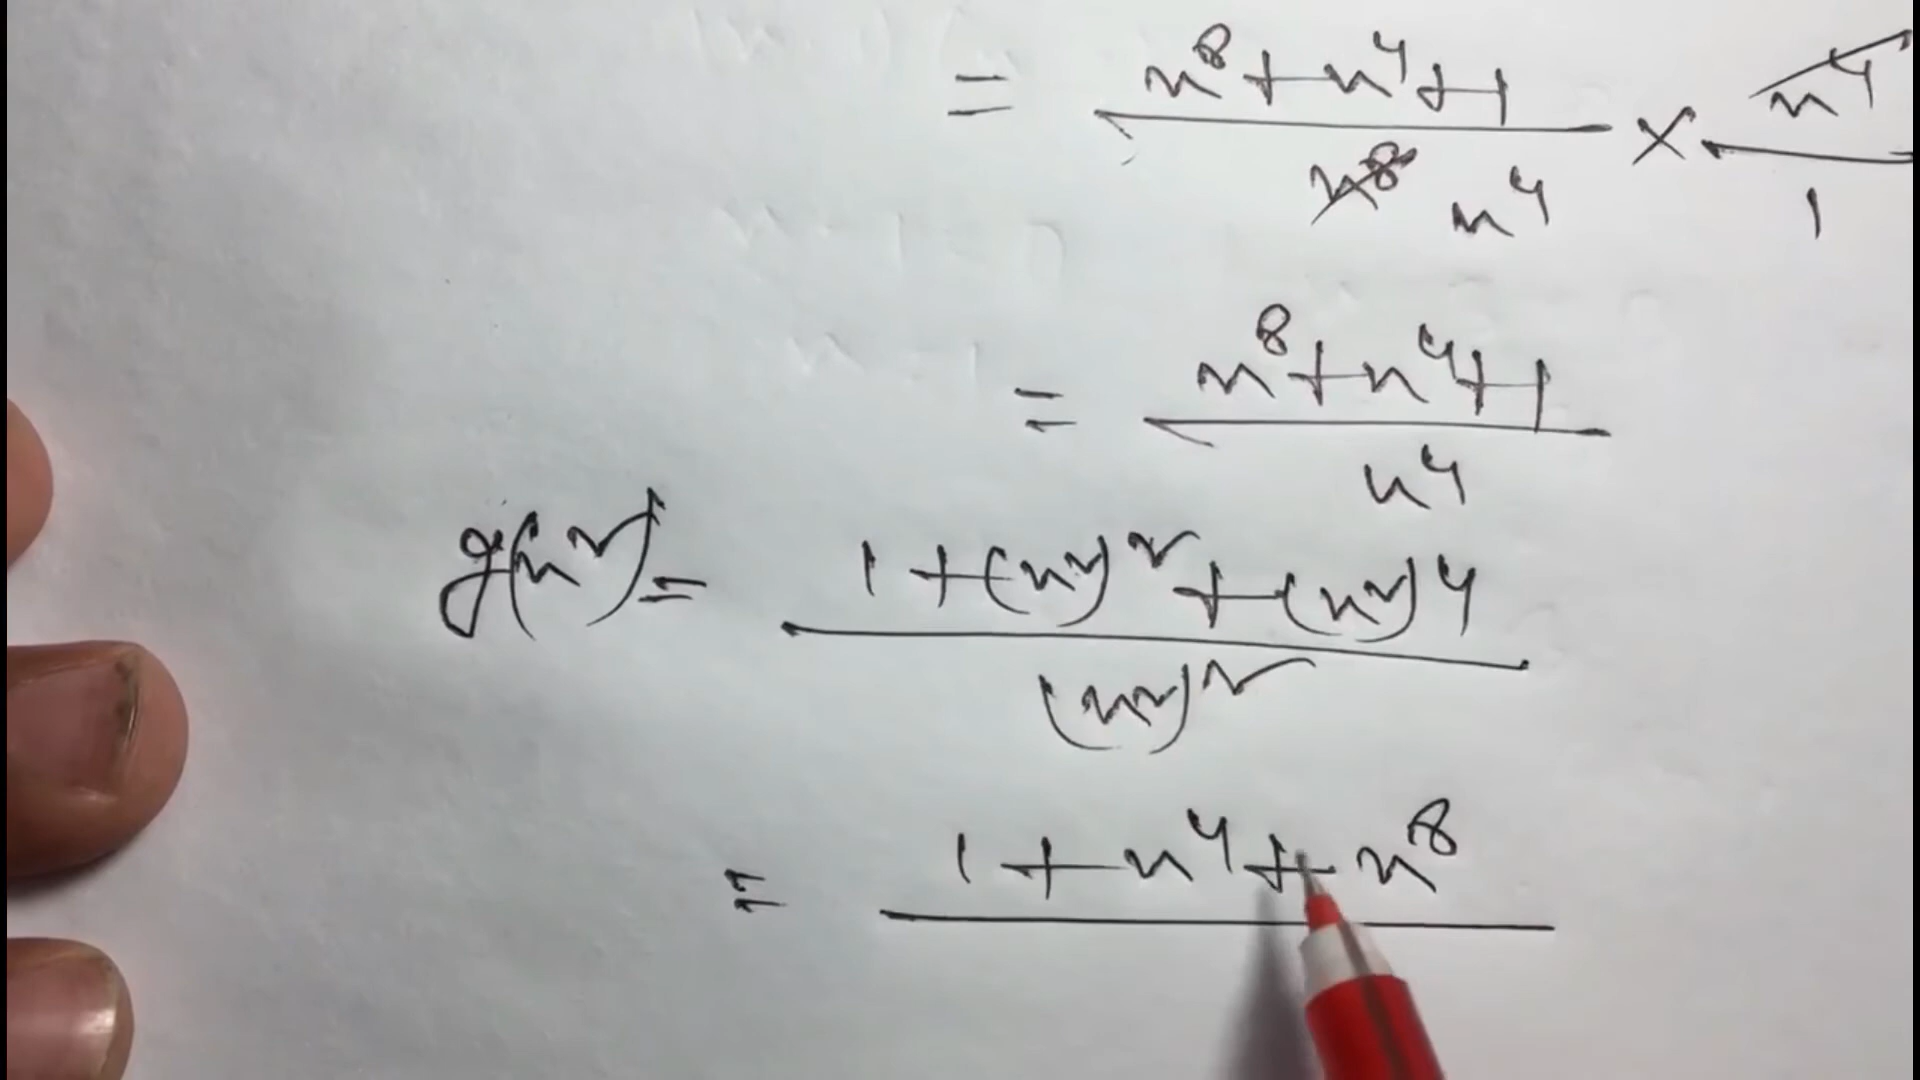 = x⁸+x⁴+1 / x⁸ x⁴ × x⁴ / 1
= x⁸+x⁴+1 / x⁴
g(x²) = 1+(x²)²+(x²)4 / (x²)²
= 1+x⁴+x⁸